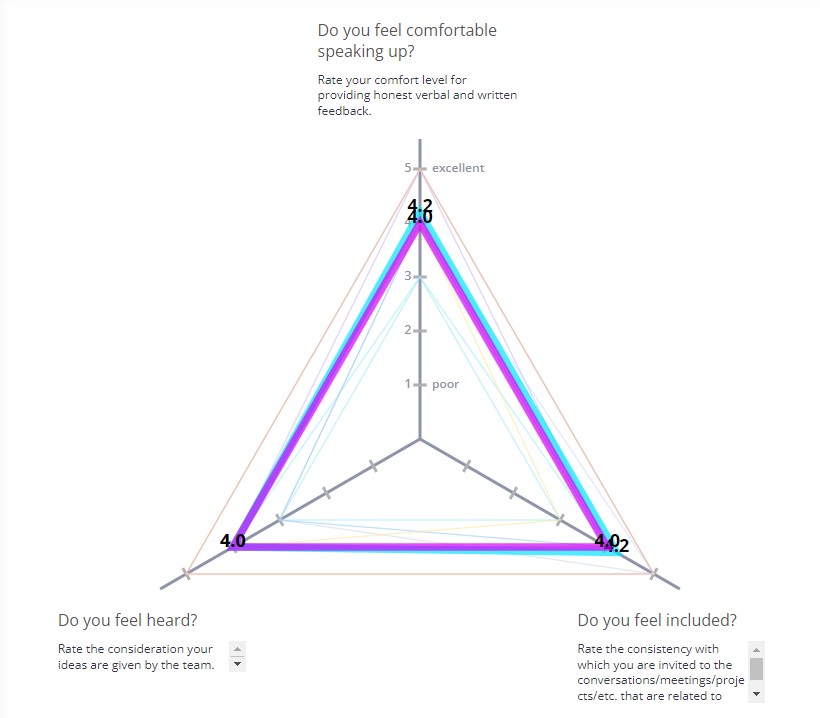 Do you feel comfortable
speaking up?
Rate your comfort level for
providing honest verbal and written
feedback.
5 excellent
4.2
4.0
3
2
1 poor
4.0
4.0
4.2
Do you feel heard?
Rate the consideration your
ideas are given by the team.
Do you feel included?
Rate the consistency with
which you are invited to the
conversations/meetings/proje
cts/etc. that are related to